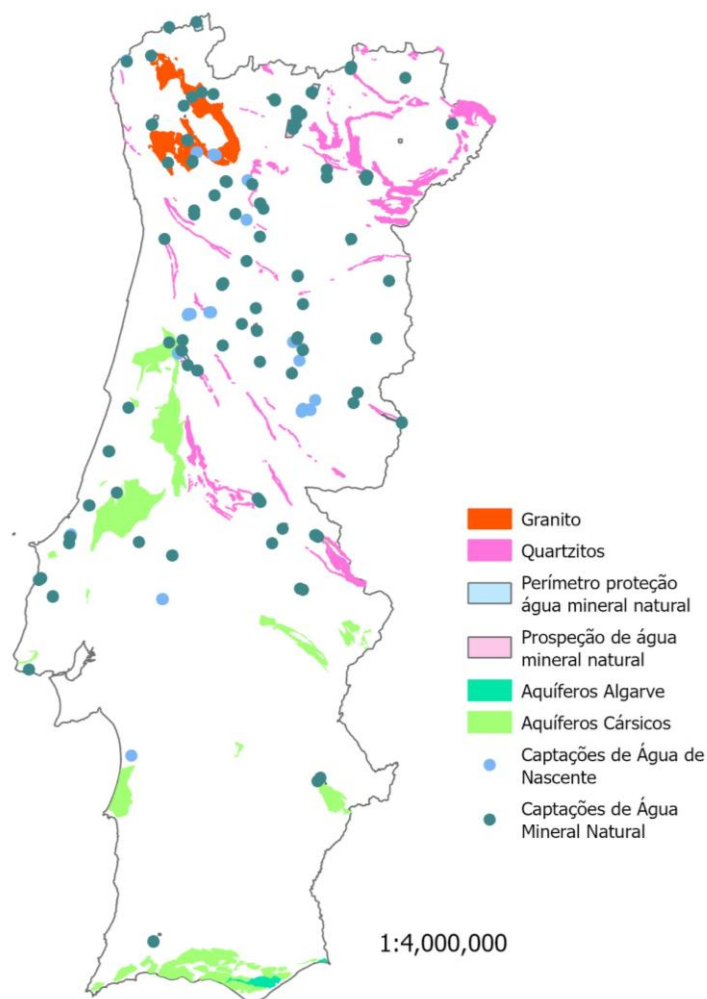 Granito
Quartzitos
Perímetro proteção
água mineral natural
Prospeção de água
mineral natural
Aquíferos Algarve
Aquíferos Cársicos
Captações de Água de
Nascente
Captações de Água
Mineral Natural
1:4,000,000